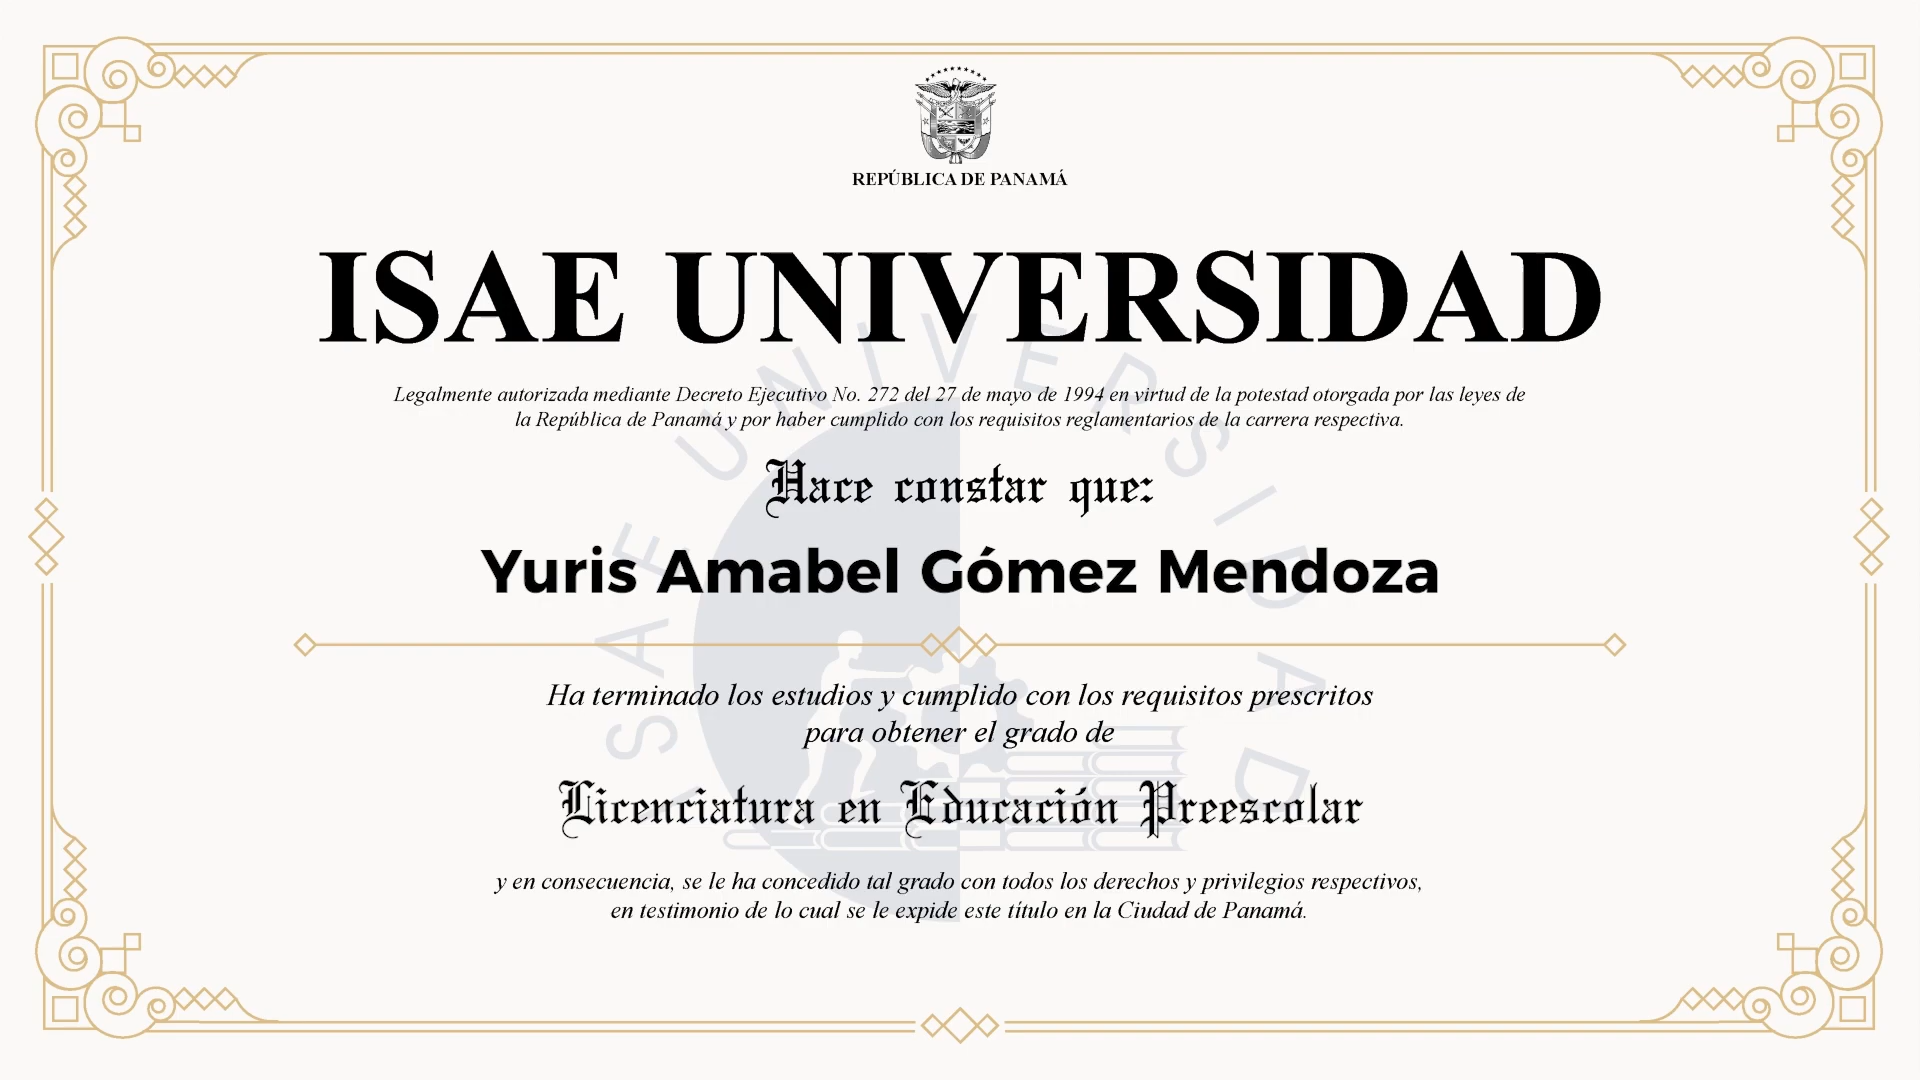 REPÚBLICA DE PANAMÁ
ISAE UNIVERSIDAD
Legalmente autorizada mediante Decreto Ejecutivo No. 272 del 27 de mayo de 1994 en virtud de la potestad otorgada por las leyes de
la República de Panamá y por haber cumplido con los requisitos reglamentarios de la carrera respectiva.
Hace constar que:
Yuris Amabel Gómez Mendoza
Ha terminado los estudios y cumplido con los requisitos prescritos
para obtener el grado de
Licenciatura en Educación Preescolar
y en consecuencia, se le ha concedido tal grado con todos los derechos y privilegios respectivos,
en testimonio de lo cual se le expide este título en la Ciudad de Panamá.
ISAE UNIVERSIDAD